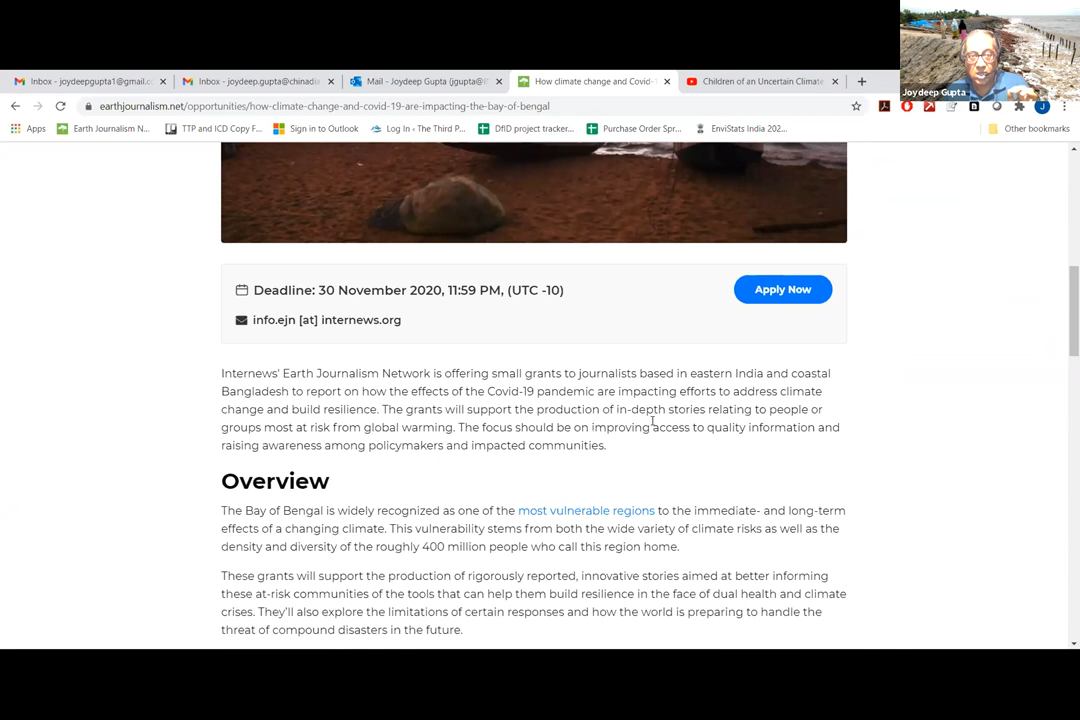 Joydeep Gupta
Inbox - joydeepgupta1@gmail.c
Inbox - joydeep.gupta@chinadi
Mail - Joydeep Gupta (jgupta@i
How climate change and Covid-
Children of an Uncertain Climate
earthjournalism.net/opportunities/how-climate-change-and-covid-19-are-impacting-the-bay-of-bengal
Apps
Earth Journalism N...
TTP and ICD Copy F...
Sign in to Outlook
Log In ‹ The Third P...
DfID project tracker...
Purchase Order Spr...
EnviStats India 202...
Other bookmarks
Deadline: 30 November 2020, 11:59 PM, (UTC -10)
Apply Now
info.ejn [at] internews.org
Internews' Earth Journalism Network is offering small grants to journalists based in eastern India and coastal
Bangladesh to report on how the effects of the Covid-19 pandemic are impacting efforts to address climate
change and build resilience. The grants will support the production of in-depth stories relating to people or
groups most at risk from global warming. The focus should be on improving access to quality information and
raising awareness among policymakers and impacted communities.
Overview
The Bay of Bengal is widely recognized as one of the most vulnerable regions to the immediate- and long-term
effects of a changing climate. This vulnerability stems from both the wide variety of climate risks as well as the
density and diversity of the roughly 400 million people who call this region home.
These grants will support the production of rigorously reported, innovative stories aimed at better informing
these at-risk communities of the tools that can help them build resilience in the face of dual health and climate
crises. They'll also explore the limitations of certain responses and how the world is preparing to handle the
threat of compound disasters in the future.